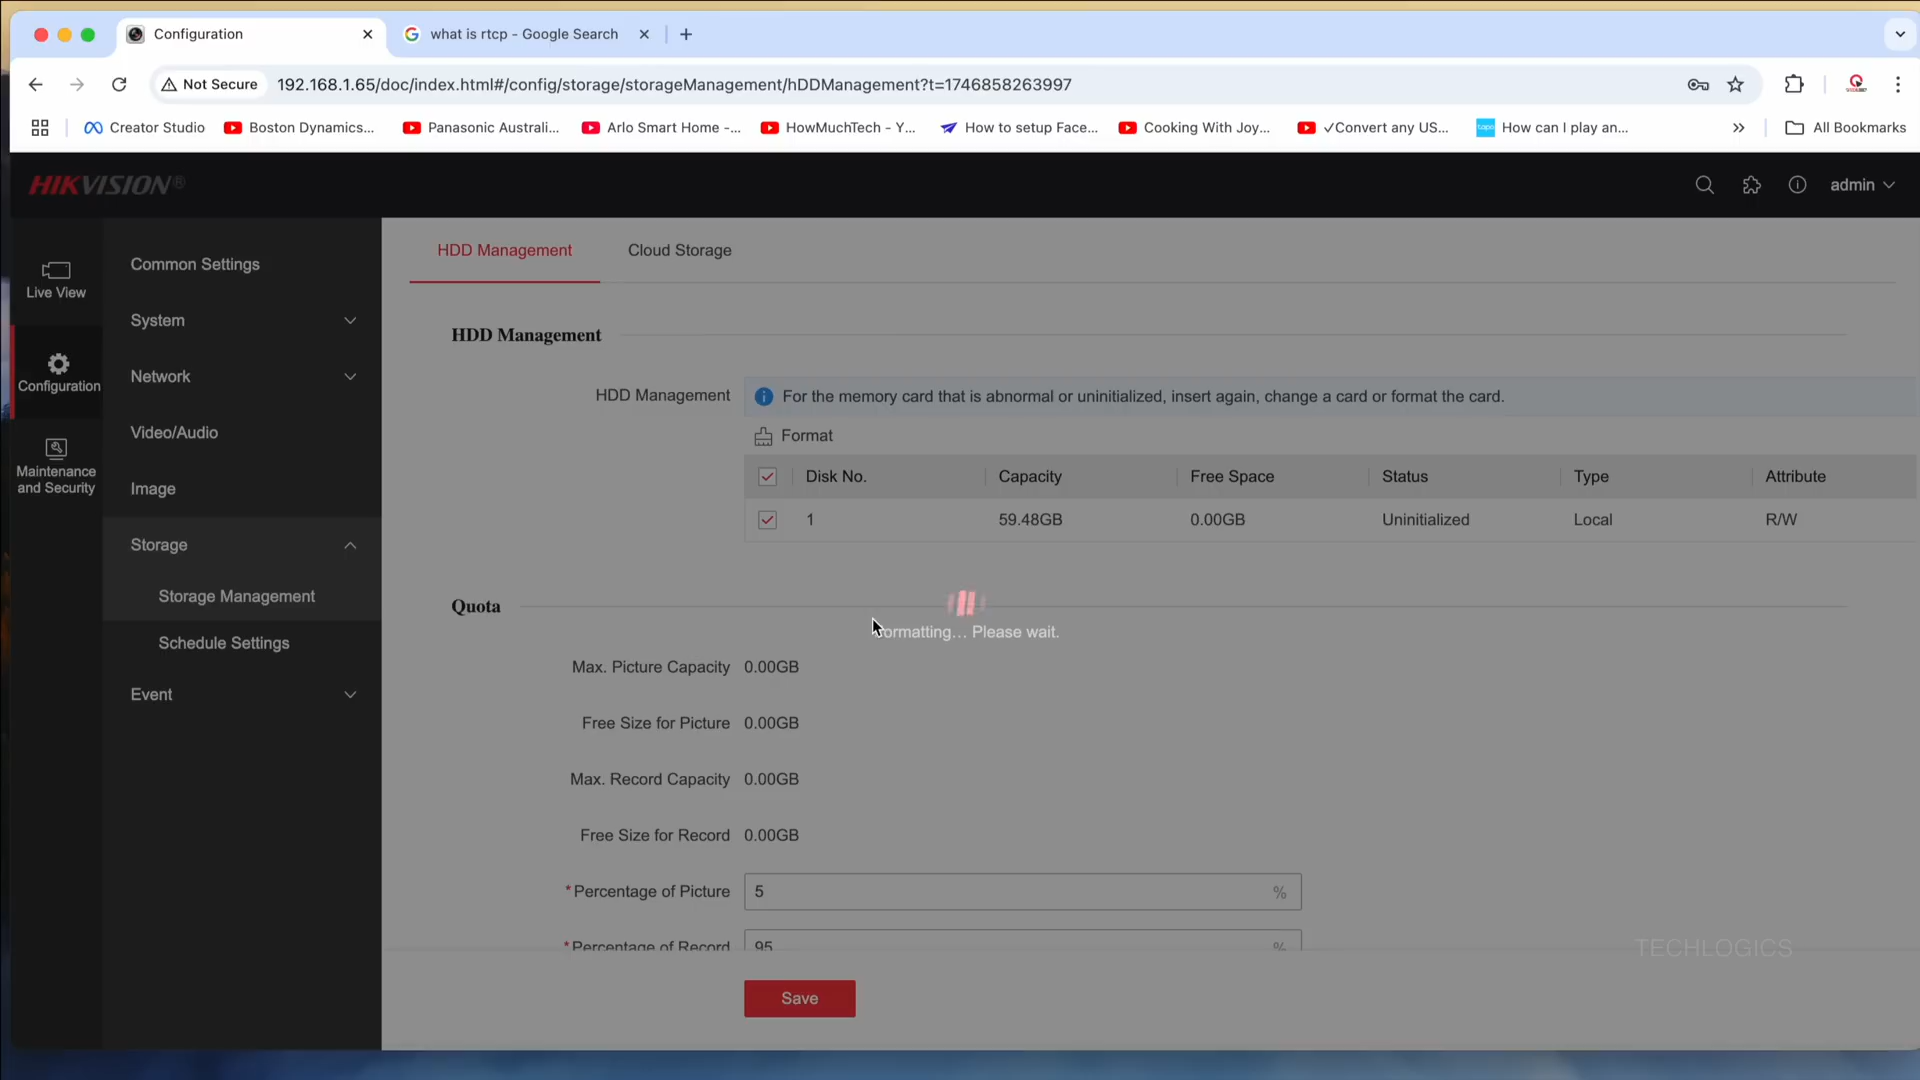 Configuration
what is rtcp - Google Search
Not Secure
192.168.1.65/doc/index.html#/config/storage/storageManagement/hDDManagement?t=1746858263997
Creator Studio
Boston Dynamics...
Panasonic Australi...
Arlo Smart Home -...
HowMuchTech - Y...
How to setup Face...
Cooking With Joy...
✓Convert any US...
How can I play an...
»
All Bookmarks
HIKVISION®
admin
Live View
Configuration
Maintenance
and Security
Common Settings
System
Network
Video/Audio
Image
Storage
Storage Management
Schedule Settings
Event
HDD Management
Cloud Storage
HDD Management
HDD Management
For the memory card that is abnormal or uninitialized, insert again, change a card or format the card.
Format
Disk No. Capacity Free Space Status Type Attribute
1 59.48GB 0.00GB Uninitialized Local R/W
Quota
ormatting... Please wait.
Max. Picture Capacity 0.00GB
Free Size for Picture 0.00GB
Max. Record Capacity 0.00GB
Free Size for Record 0.00GB
*Percentage of Picture 5 %
*Percentage of Record 95 %
TECHLOGICS
Save